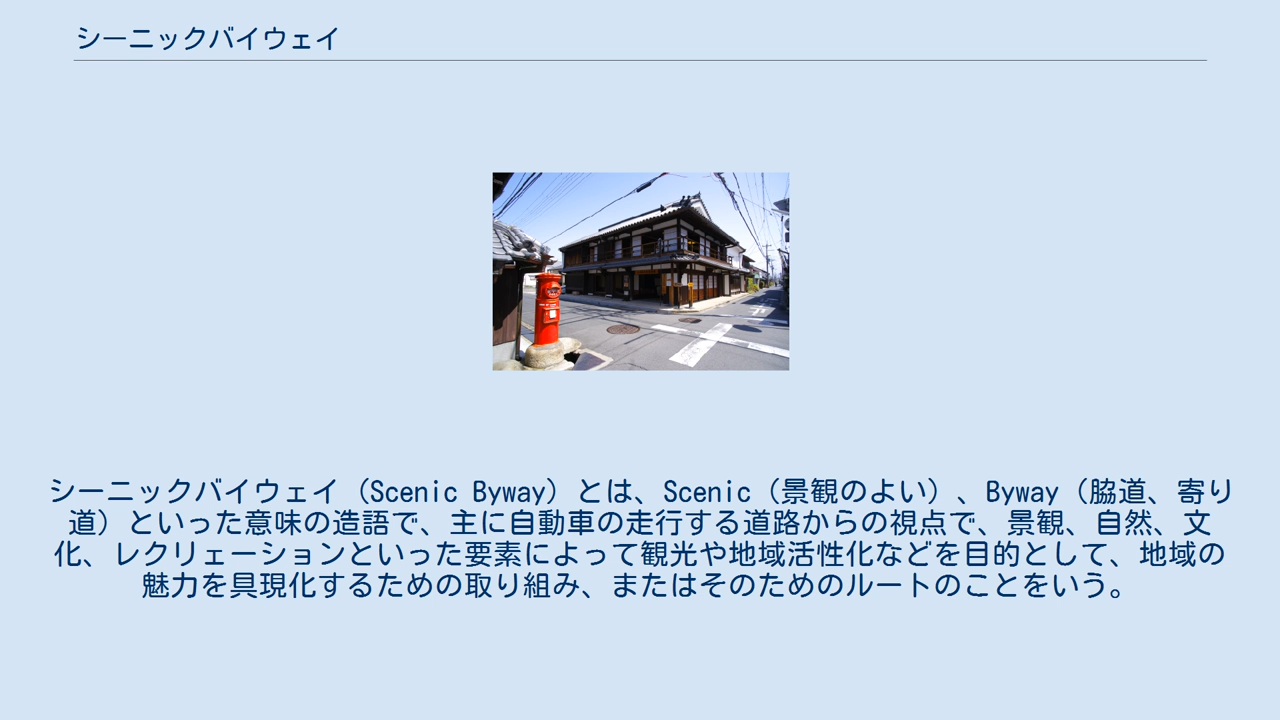 シーニックバイウェイ
シーニックバイウェイ（Scenic Byway）とは、Scenic（景観のよい）、Byway（脇道、寄り
道）といった意味の造語で、主に自動車の走行する道路からの視点で、景観、自然、文
化、レクリェーションといった要素によって観光や地域活性化などを目的として、地域の
魅力を具現化するための取り組み、またはそのためのルートのことをいう。